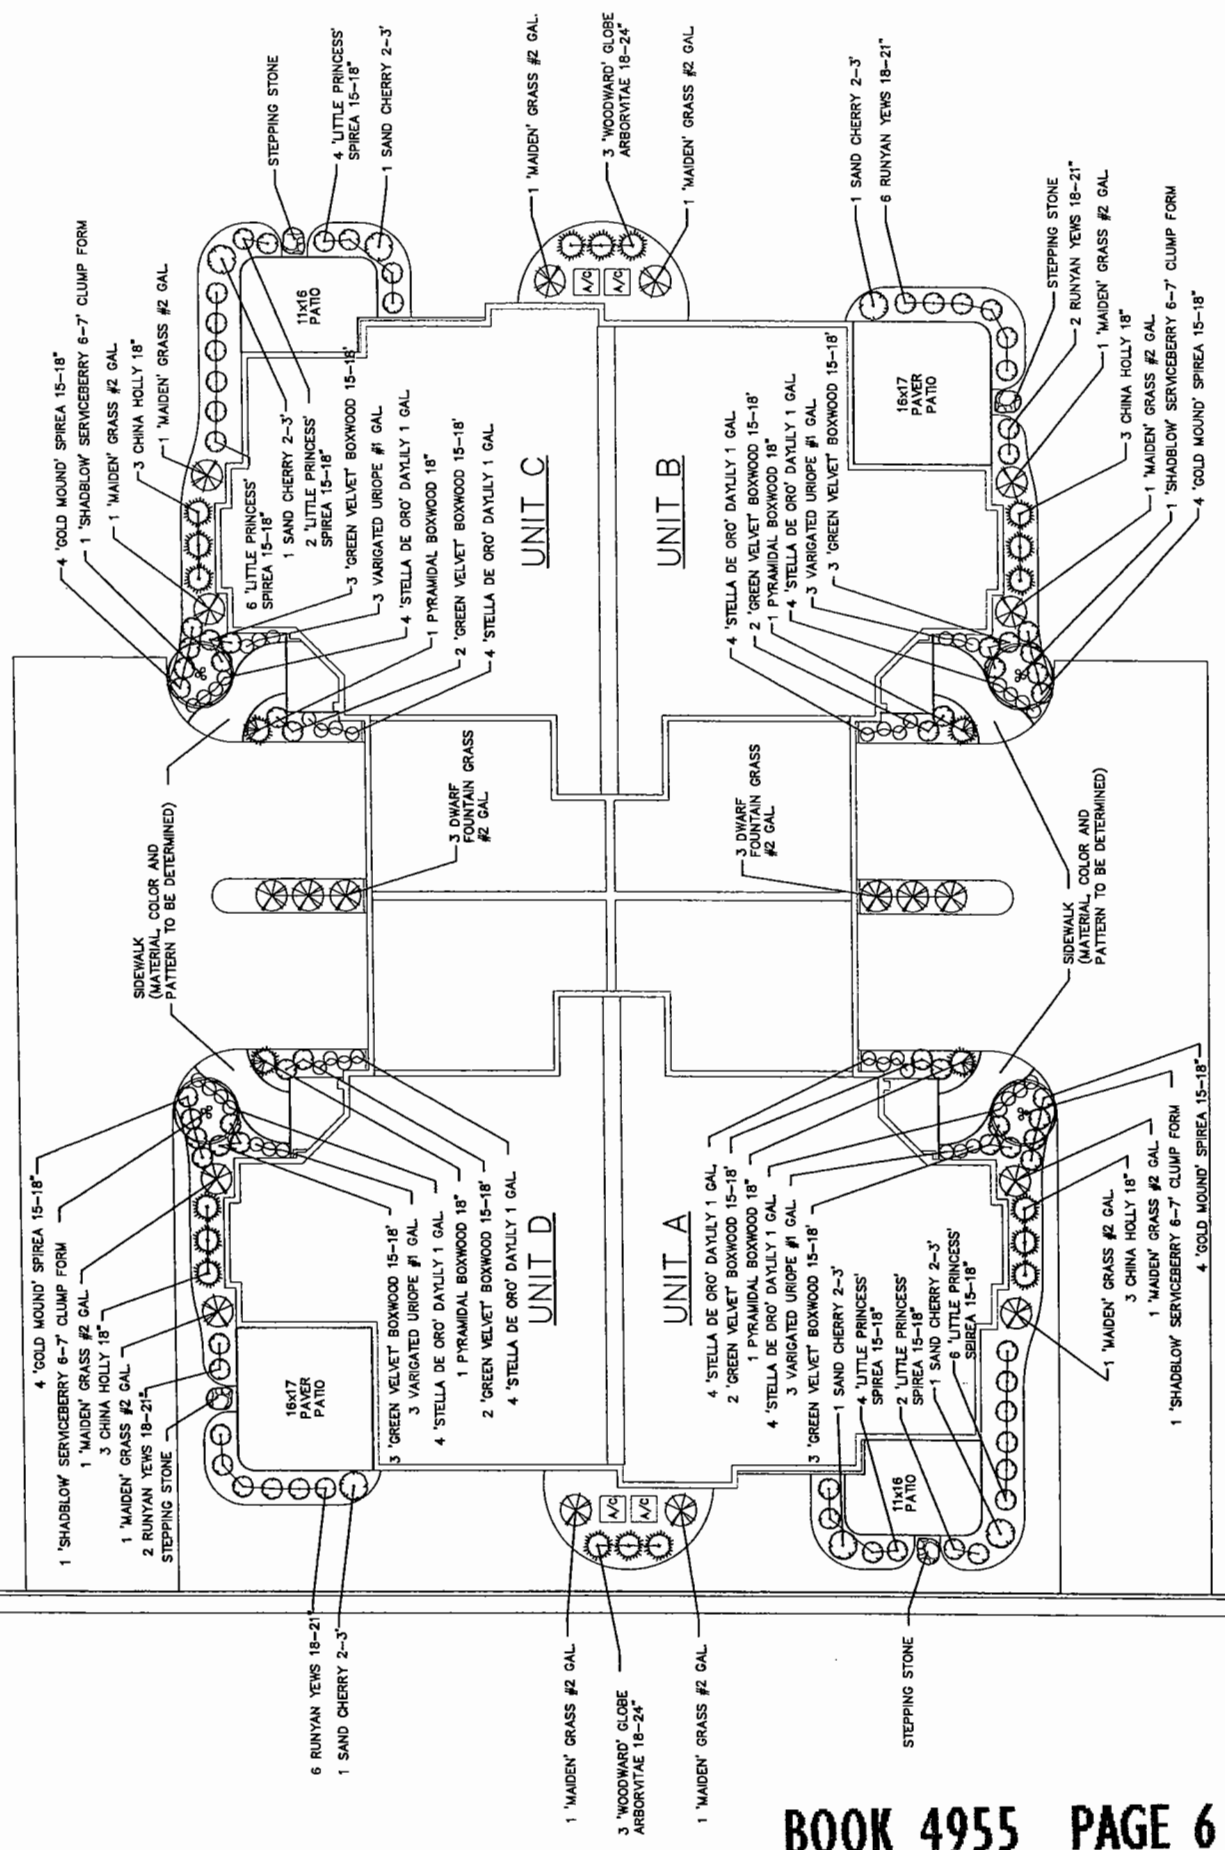 4 'GOLD MOUND' SPIREA 15-18"
1 'SHADBLOW' SERVICEBERRY 6-7' CLUMP FORM
1 'MAIDEN' GRASS #2 GAL.
3 CHINA HOLLY 18"
1 'MAIDEN' GRASS #2 GAL.
2 RUNYAN YEWS 18-21"
STEPPING STONE
SIDEWALK
(MATERIAL, COLOR AND
PATTERN TO BE DETERMINED)
4 'GOLD MOUND' SPIREA 15-18"
1 'SHADBLOW' SERVICEBERRY 6-7' CLUMP FORM
1 'MAIDEN' GRASS #2 GAL.
3 CHINA HOLLY 18"
1 'MAIDEN' GRASS #2 GAL.
STEPPING STONE
4 'LITTLE PRINCESS'
SPIREA 15-18"
1 SAND CHERRY 2-3'
11x16
PATIO
6 'LITTLE PRINCESS'
SPIREA 15-18"
1 SAND CHERRY 2-3'
2 'LITTLE PRINCESS'
SPIREA 15-18"
3 'GREEN VELVET' BOXWOOD 15-18'
3 VARIGATED URIOPE #1 GAL
4 'STELLA DE ORO' DAYLILY 1 GAL
1 PYRAMIDAL BOXWOOD 18"
2 'GREEN VELVET' BOXWOOD 15-18'
4 'STELLA DE ORO' DAYLILY 1 GAL
16x17
PAVER
PATIO
6 RUNYAN YEWS 18-21"
1 SAND CHERRY 2-3'
3 'GREEN VELVET' BOXWOOD 15-18'
3 VARIGATED URIOPE #1 GAL.
4 'STELLA DE ORO' DAYLILY 1 GAL.
1 PYRAMIDAL BOXWOOD 18"
2 'GREEN VELVET' BOXWOOD 15-18"
4 'STELLA DE ORO' DAYLILY 1 GAL.
3 DWARF
FOUNTAIN GRASS
#2 GAL.
UNIT D
UNIT C
1 'MAIDEN' GRASS #2 GAL.
3 'WOODWARD' GLOBE
ARBORVITAE 18-24"
1 'MAIDEN' GRASS #2 GAL.
A/C
A/C
1 'MAIDEN' GRASS #2 GAL.
3 'WOODWARD' GLOBE
ARBORVITAE 18-24"
1 'MAIDEN' GRASS #2 GAL.
A/C
A/C
UNIT A
UNIT B
4 'STELLA DE ORO' DAYLILY 1 GAL.
2 'GREEN VELVET' BOXWOOD 15-18'
1 PYRAMIDAL BOXWOOD 18"
4 'STELLA DE ORO' DAYLILY 1 GAL.
3 VARIGATED URIOPE #1 GAL.
3 'GREEN VELVET' BOXWOOD 15-18'
1 SAND CHERRY 2-3'
4 'LITTLE PRINCESS'
SPIREA 15-18"
2 'LITTLE PRINCESS'
SPIREA 15-18"
1 SAND CHERRY 2-3'
6 'LITTLE PRINCESS'
SPIREA 15-18"
11x16
PATIO
STEPPING STONE
3 DWARF
FOUNTAIN GRASS
#2 GAL.
4 'STELLA DE ORO' DAYLILY 1 GAL
2 'GREEN VELVET' BOXWOOD 15-18'
1 PYRAMIDAL BOXWOOD 18"
4 'STELLA DE ORO' DAYLILY 1 GAL
3 VARIGATED URIOPE #1 GAL
3 'GREEN VELVET' BOXWOOD 15-18'
1 SAND CHERRY 2-3'
6 RUNYAN YEWS 18-21"
16x17
PAVER
PATIO
STEPPING STONE
2 RUNYAN YEWS 18-21"
1 'MAIDEN' GRASS #2 GAL.
3 CHINA HOLLY 18"
1 'MAIDEN' GRASS #2 GAL
1 'SHADBLOW' SERVICEBERRY 6-7' CLUMP FORM
4 'GOLD MOUND' SPIREA 15-18"
SIDEWALK
(MATERIAL, COLOR AND
PATTERN TO BE DETERMINED)
1 'MAIDEN' GRASS #2 GAL.
3 CHINA HOLLY 18"
1 'MAIDEN' GRASS #2 GAL.
1 'SHADBLOW' SERVICEBERRY 6-7' CLUMP FORM
4 'GOLD MOUND' SPIREA 15-18"
BOOK 4955 PAGE 6